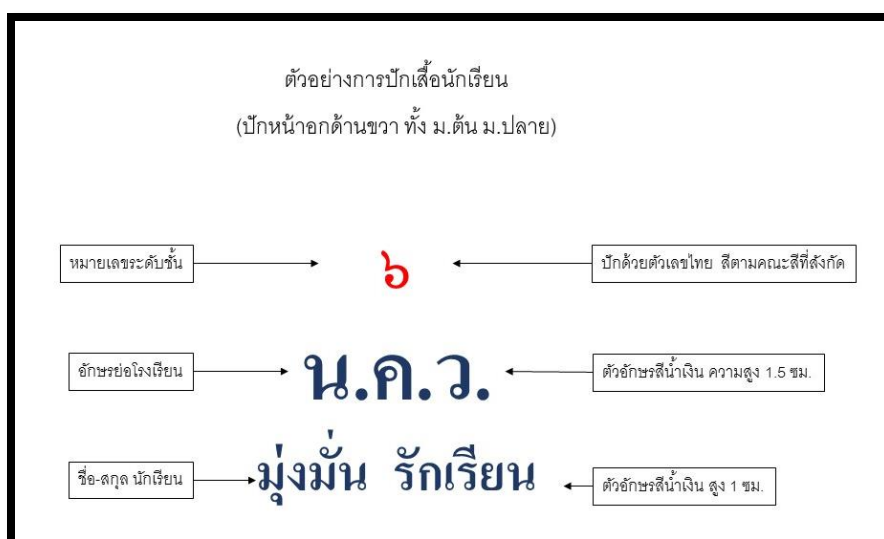 ตัวอย่างการปักเสื้อนักเรียน
(ปักหน้าอกด้านขวา ทั้ง ม.ต้น ม.ปลาย)
หมายเลขระดับชั้น
๖
ปักด้วยตัวเลขไทย สีตามคณะสีที่สังกัด
อักษรย่อโรงเรียน
น.ค.ว.
ตัวอักษรสีน้ำเงิน ความสูง 1.5 ซม.
ชื่อ-สกุล นักเรียน
มุ่งมั่น รักเรียน
ตัวอักษรสีน้ำเงิน สูง 1 ซม.